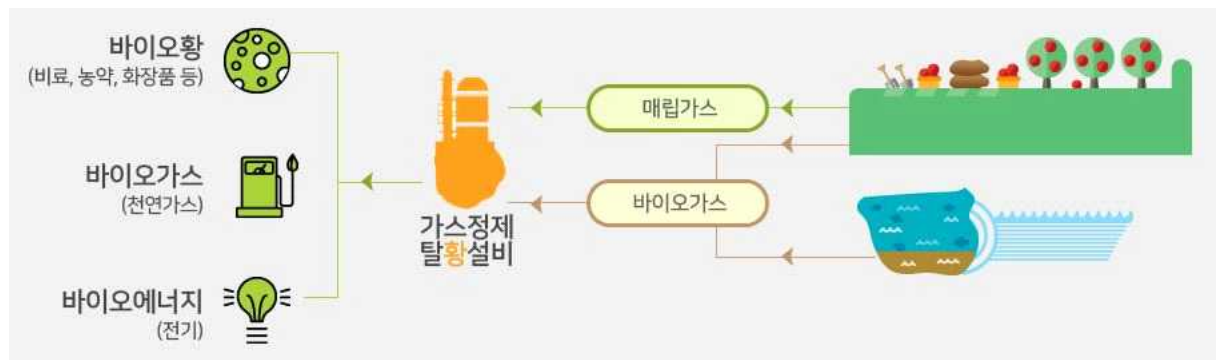 바이오황
(비료, 농약, 화장품 등)
바이오가스
(천연가스)
바이오에너지
(전기)
가스정제
탈황설비
매립가스
바이오가스